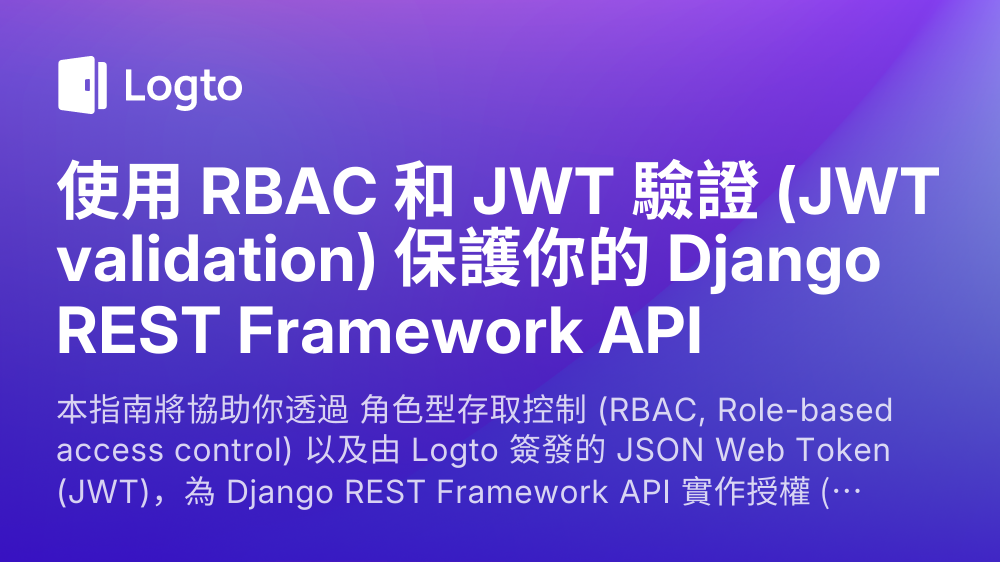 Logto
使用 RBAC 和 JWT 驗證 (JWT
validation) 保護你的 Django
REST Framework API
本指南將協助你透過 角色型存取控制 (RBAC, Role-based
access control) 以及由 Logto 簽發的 JSON Web Token
(JWT)，為 Django REST Framework API 實作授權 (⋯